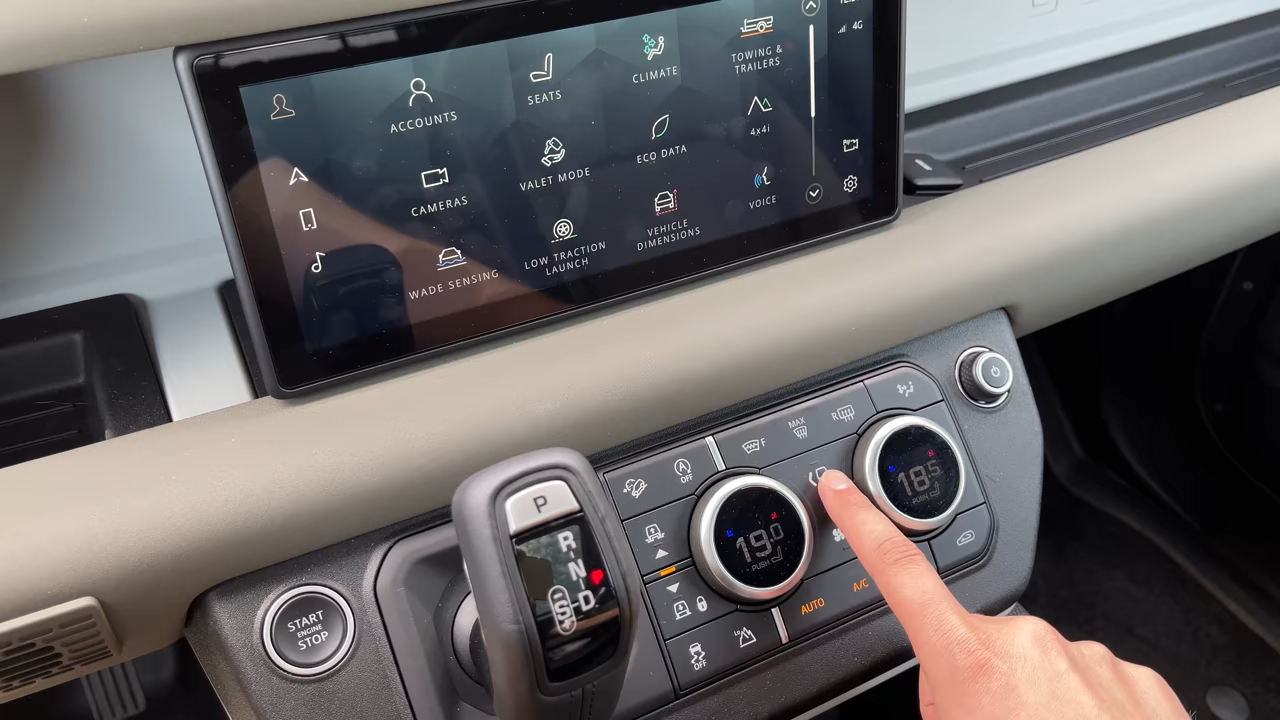 4G
ACCOUNTS
SEATS
CLIMATE
TOWING &
TRAILERS
CAMERAS
VALET MODE
ECO DATA
4x4i
WADE SENSING
LOW TRACTION
LAUNCH
VEHICLE
DIMENSIONS
VOICE
OFF
F
MAX
R
19.0
PUSH
18.5
PUSH
AUTO
A/C
LO
OFF
P
R
N
D
S
START
ENGINE
STOP